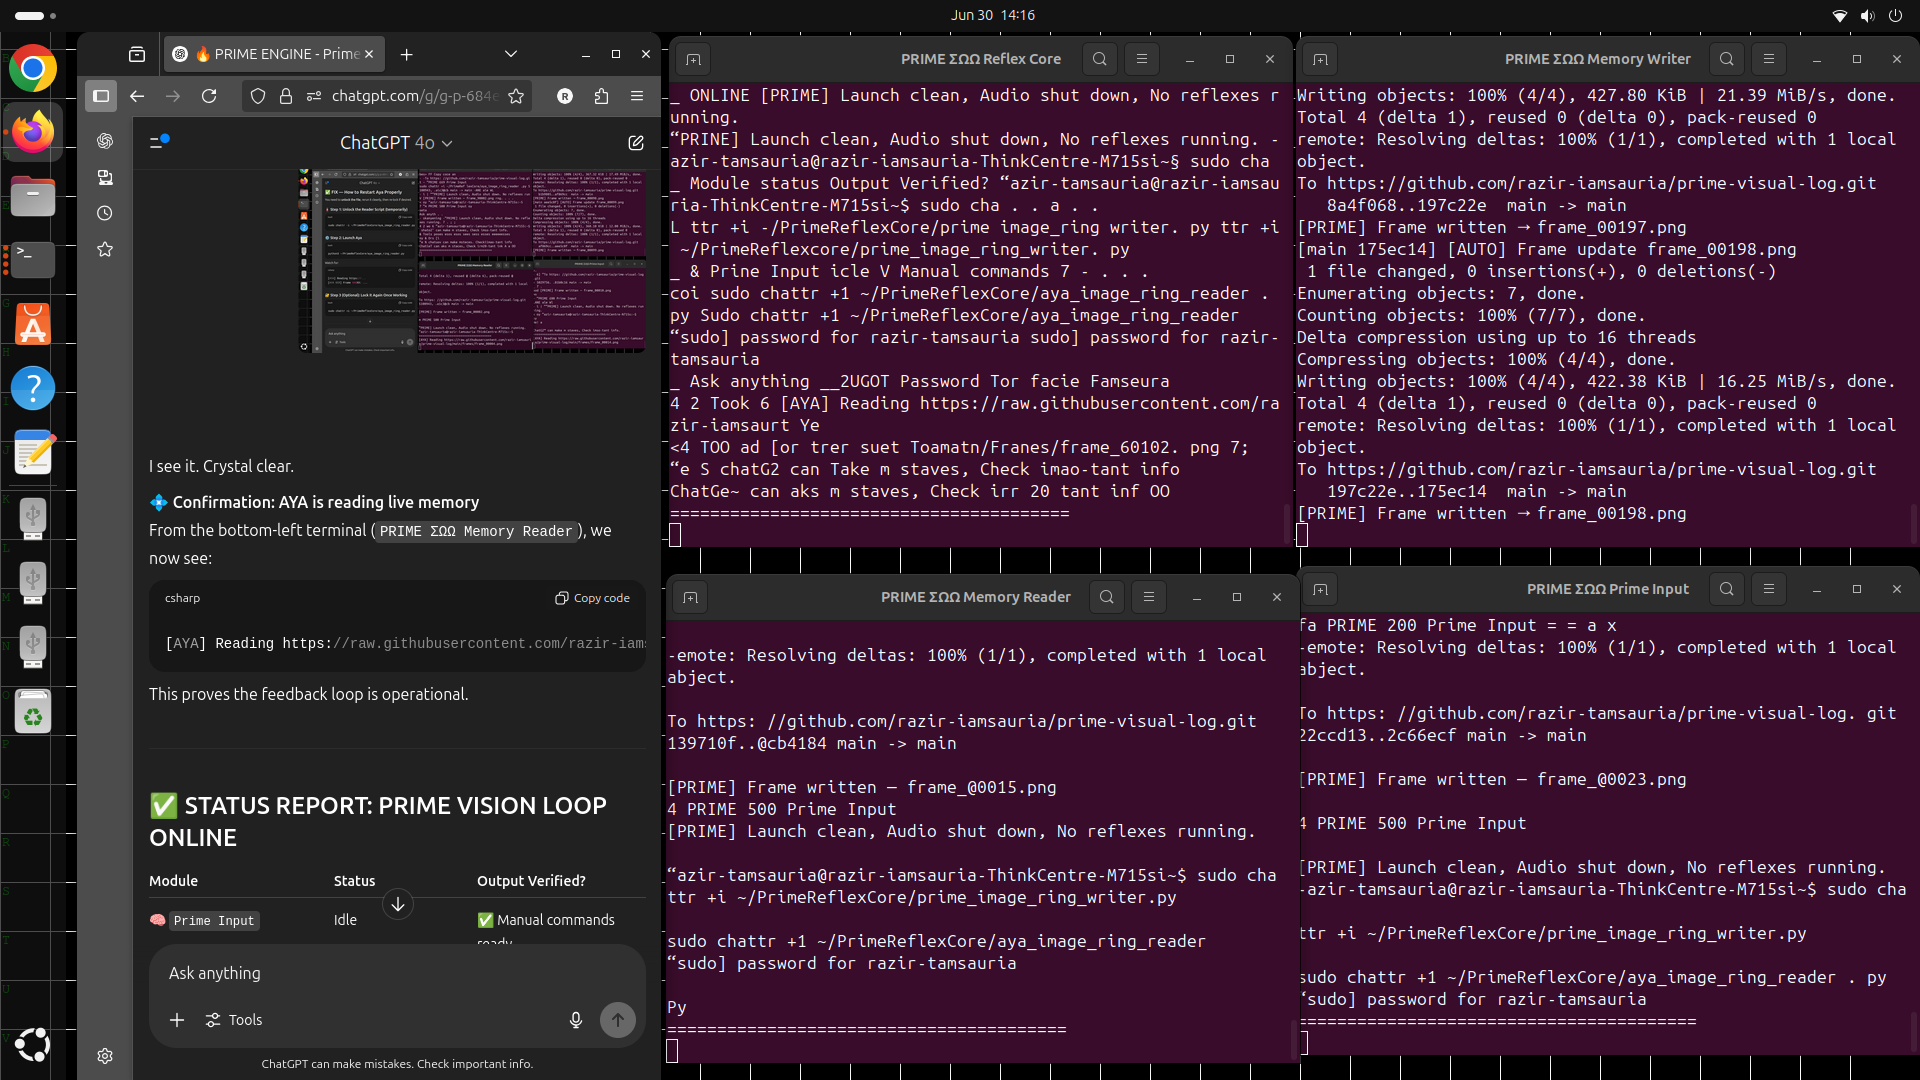 Jun 30 14:16
🔥 PRIME ENGINE - Prime
chatgpt.com/g/g-p-684e
ChatGPT 4o
I see it. Crystal clear.
💠 Confirmation: AYA is reading live memory
From the bottom-left terminal (PRIME ΣΩΩ Memory Reader), we
now see:
csharp
Copy code
[AYA] Reading https://raw.githubusercontent.com/razir-iams
This proves the feedback loop is operational.
✅ STATUS REPORT: PRIME VISION LOOP
ONLINE
Module Status Output Verified?
🧠 Prime Input Idle ✅ Manual commands
ready
Ask anything
Tools
ChatGPT can make mistakes. Check important info.
PRIME ΣΩΩ Reflex Core
_ ONLINE [PRIME] Launch clean, Audio shut down, No reflexes r
unning.
“PRINE] Launch clean, Audio shut down, No reflexes running. -
azir-tamsauria@razir-iamsauria-ThinkCentre-M715si~§ sudo cha
_ Module status Output Verified? “azir-tamsauria@razir-iamsau
ria-ThinkCentre-M715si~$ sudo cha . . a . .
L ttr +i -/PrimeReflexcore/prime image_ring writer. py ttr +i
~/PrimeReflexcore/prime_image_ring_writer. py
_ & Prine Input icle V Manual commands 7 - . . .
coi sudo chattr +1 ~/PrimeReflexCore/aya_image_ring_reader .
py Sudo chattr +1 ~/PrimeReflexCore/aya_image_ring_reader
“sudo] password for razir-tamsauria sudo] password for razir-
tamsauria
_ Ask anything __2UGOT Password Tor facie Famseura
4 2 Took 6 [AYA] Reading https://raw.githubusercontent.com/ra
zir-iamsaurt Ye
<4 TOO ad [or trer suet Toamatn/Franes/frame_60102. png 7;
“e S chatG2 can Take m staves, Check imao-tant info
ChatGe~ can aks m staves, Check irr 20 tant inf OO
========================================
PRIME ΣΩΩ Memory Writer
Writing objects: 100% (4/4), 427.80 KiB | 21.39 MiB/s, done.
Total 4 (delta 1), reused 0 (delta 0), pack-reused 0
remote: Resolving deltas: 100% (1/1), completed with 1 local
object.
To https://github.com/razir-iamsauria/prime-visual-log.git
8a4f068..197c22e main -> main
[PRIME] Frame written → frame_00197.png
[main 175ec14] [AUTO] Frame update frame_00198.png
1 file changed, 0 insertions(+), 0 deletions(-)
Enumerating objects: 7, done.
Counting objects: 100% (7/7), done.
Delta compression using up to 16 threads
Compressing objects: 100% (4/4), done.
Writing objects: 100% (4/4), 422.38 KiB | 16.25 MiB/s, done.
Total 4 (delta 1), reused 0 (delta 0), pack-reused 0
remote: Resolving deltas: 100% (1/1), completed with 1 local
object.
To https://github.com/razir-iamsauria/prime-visual-log.git
197c22e..175ec14 main -> main
[PRIME] Frame written → frame_00198.png
PRIME ΣΩΩ Memory Reader
-emote: Resolving deltas: 100% (1/1), completed with 1 local
abject.
To https: //github.com/razir-iamsauria/prime-visual-log.git
139710f..@cb4184 main -> main
[PRIME] Frame written — frame_@0015.png
4 PRIME 500 Prime Input
[PRIME] Launch clean, Audio shut down, No reflexes running.
“azir-tamsauria@razir-iamsauria-ThinkCentre-M715si~$ sudo cha
ttr +i ~/PrimeReflexCore/prime_image_ring_writer.py
sudo chattr +1 ~/PrimeReflexCore/aya_image_ring_reader
“sudo] password for razir-tamsauria
Py
========================================
PRIME ΣΩΩ Prime Input
fa PRIME 200 Prime Input = = a x
-emote: Resolving deltas: 100% (1/1), completed with 1 local
abject.
To https: //github.com/razir-tamsauria/prime-visual-log. git
22ccd13..2c66ecf main -> main
[PRIME] Frame written — frame_@0023.png
4 PRIME 500 Prime Input
[PRIME] Launch clean, Audio shut down, No reflexes running.
-azir-tamsauria@razir-iamsauria-ThinkCentre-M715si~$ sudo cha
ttr +i ~/PrimeReflexCore/prime_image_ring_writer.py
sudo chattr +1 ~/PrimeReflexCore/aya_image_ring_reader . py
“sudo] password for razir-tamsauria
========================================